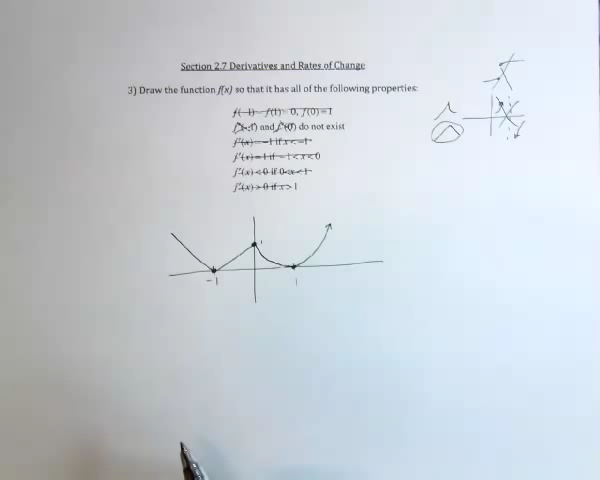 Section 2.7 Derivatives and Rates of Change
3) Draw the function f(x) so that it has all of the following properties:
f(-1) = f(1) = 0, f(0) = 1
f'(-1) and f'(0) do not exist
f'(x) = -1 if x < -1
f'(x) = 1 if -1 < x < 0
f'(x) < 0 if 0 < x < 1
f'(x) > 0 if x > 1
1
-1
1